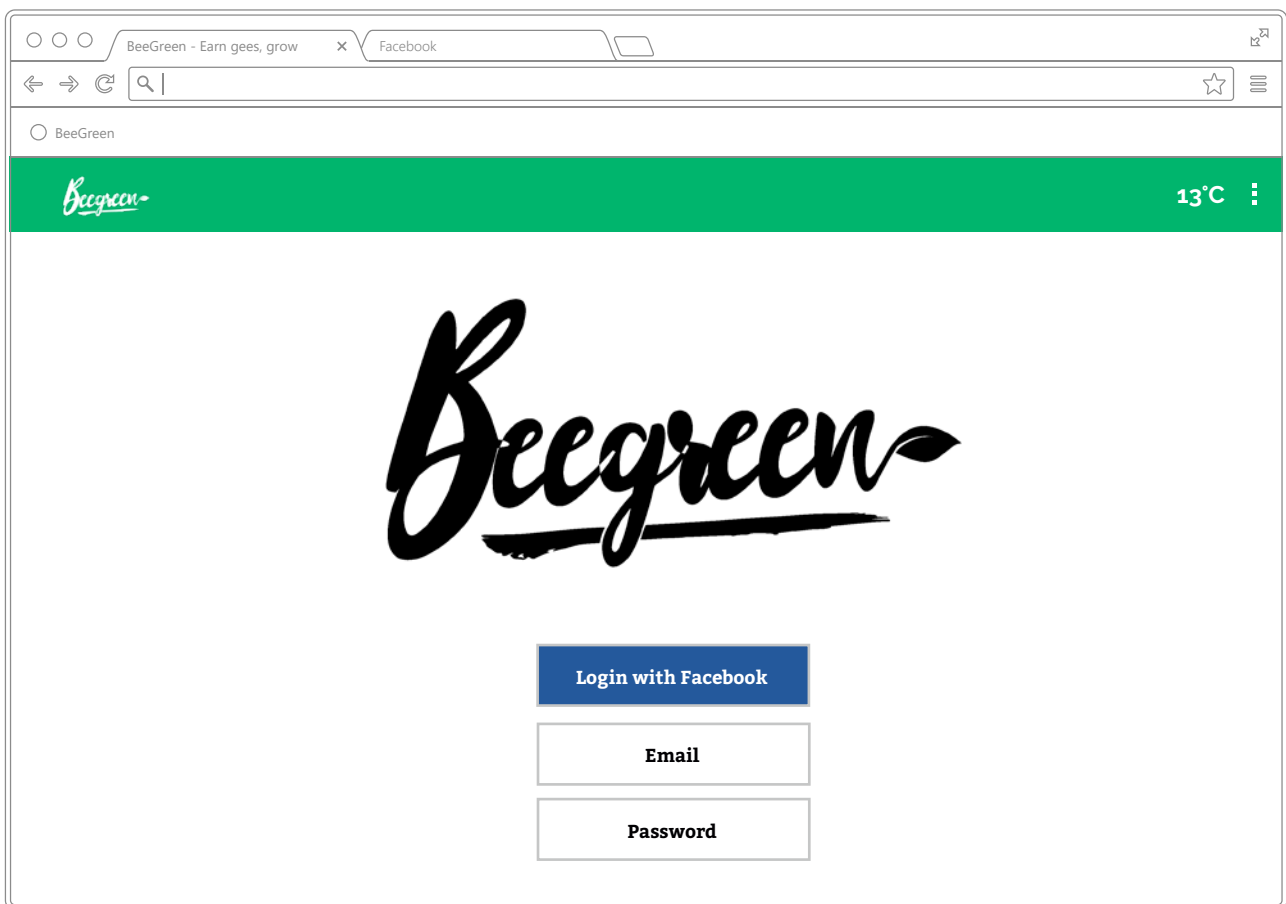 BeeGreen - Earn gees, grow
Facebook
BeeGreen
Beegreen
13°C
Beegreen
Login with Facebook
Email
Password